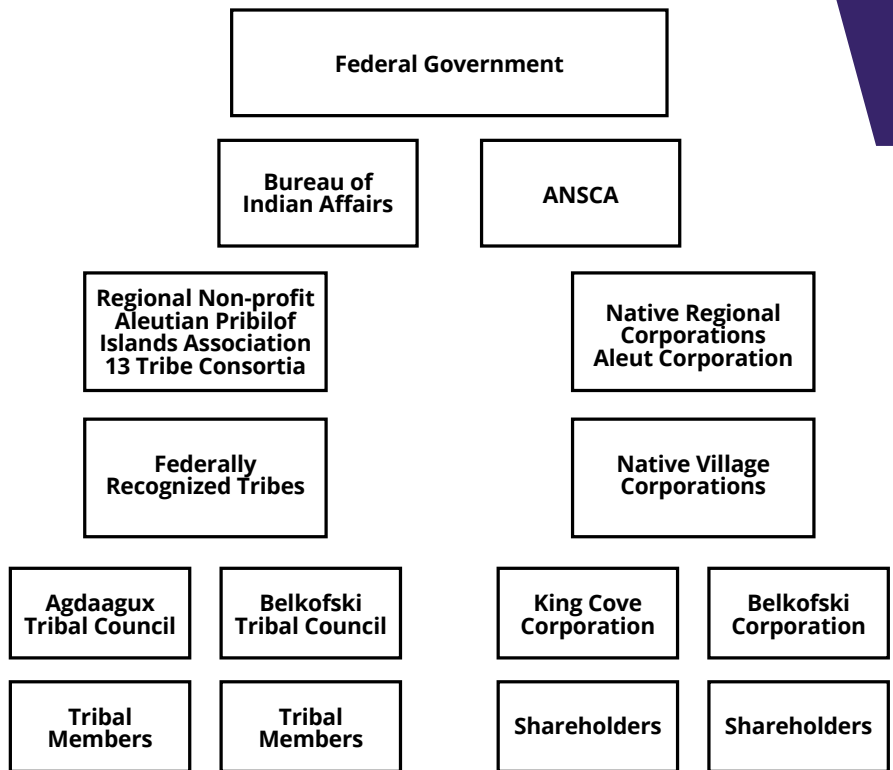 Federal Government
Bureau of
Indian Affairs
ANSCA
Regional Non-profit
Aleutian Pribilof
Islands Association
13 Tribe Consortia
Native Regional
Corporations
Aleut Corporation
Federally
Recognized Tribes
Native Village
Corporations
Agdaagux
Tribal Council
Belkofski
Tribal Council
King Cove
Corporation
Belkofski
Corporation
Tribal
Members
Tribal
Members
Shareholders
Shareholders